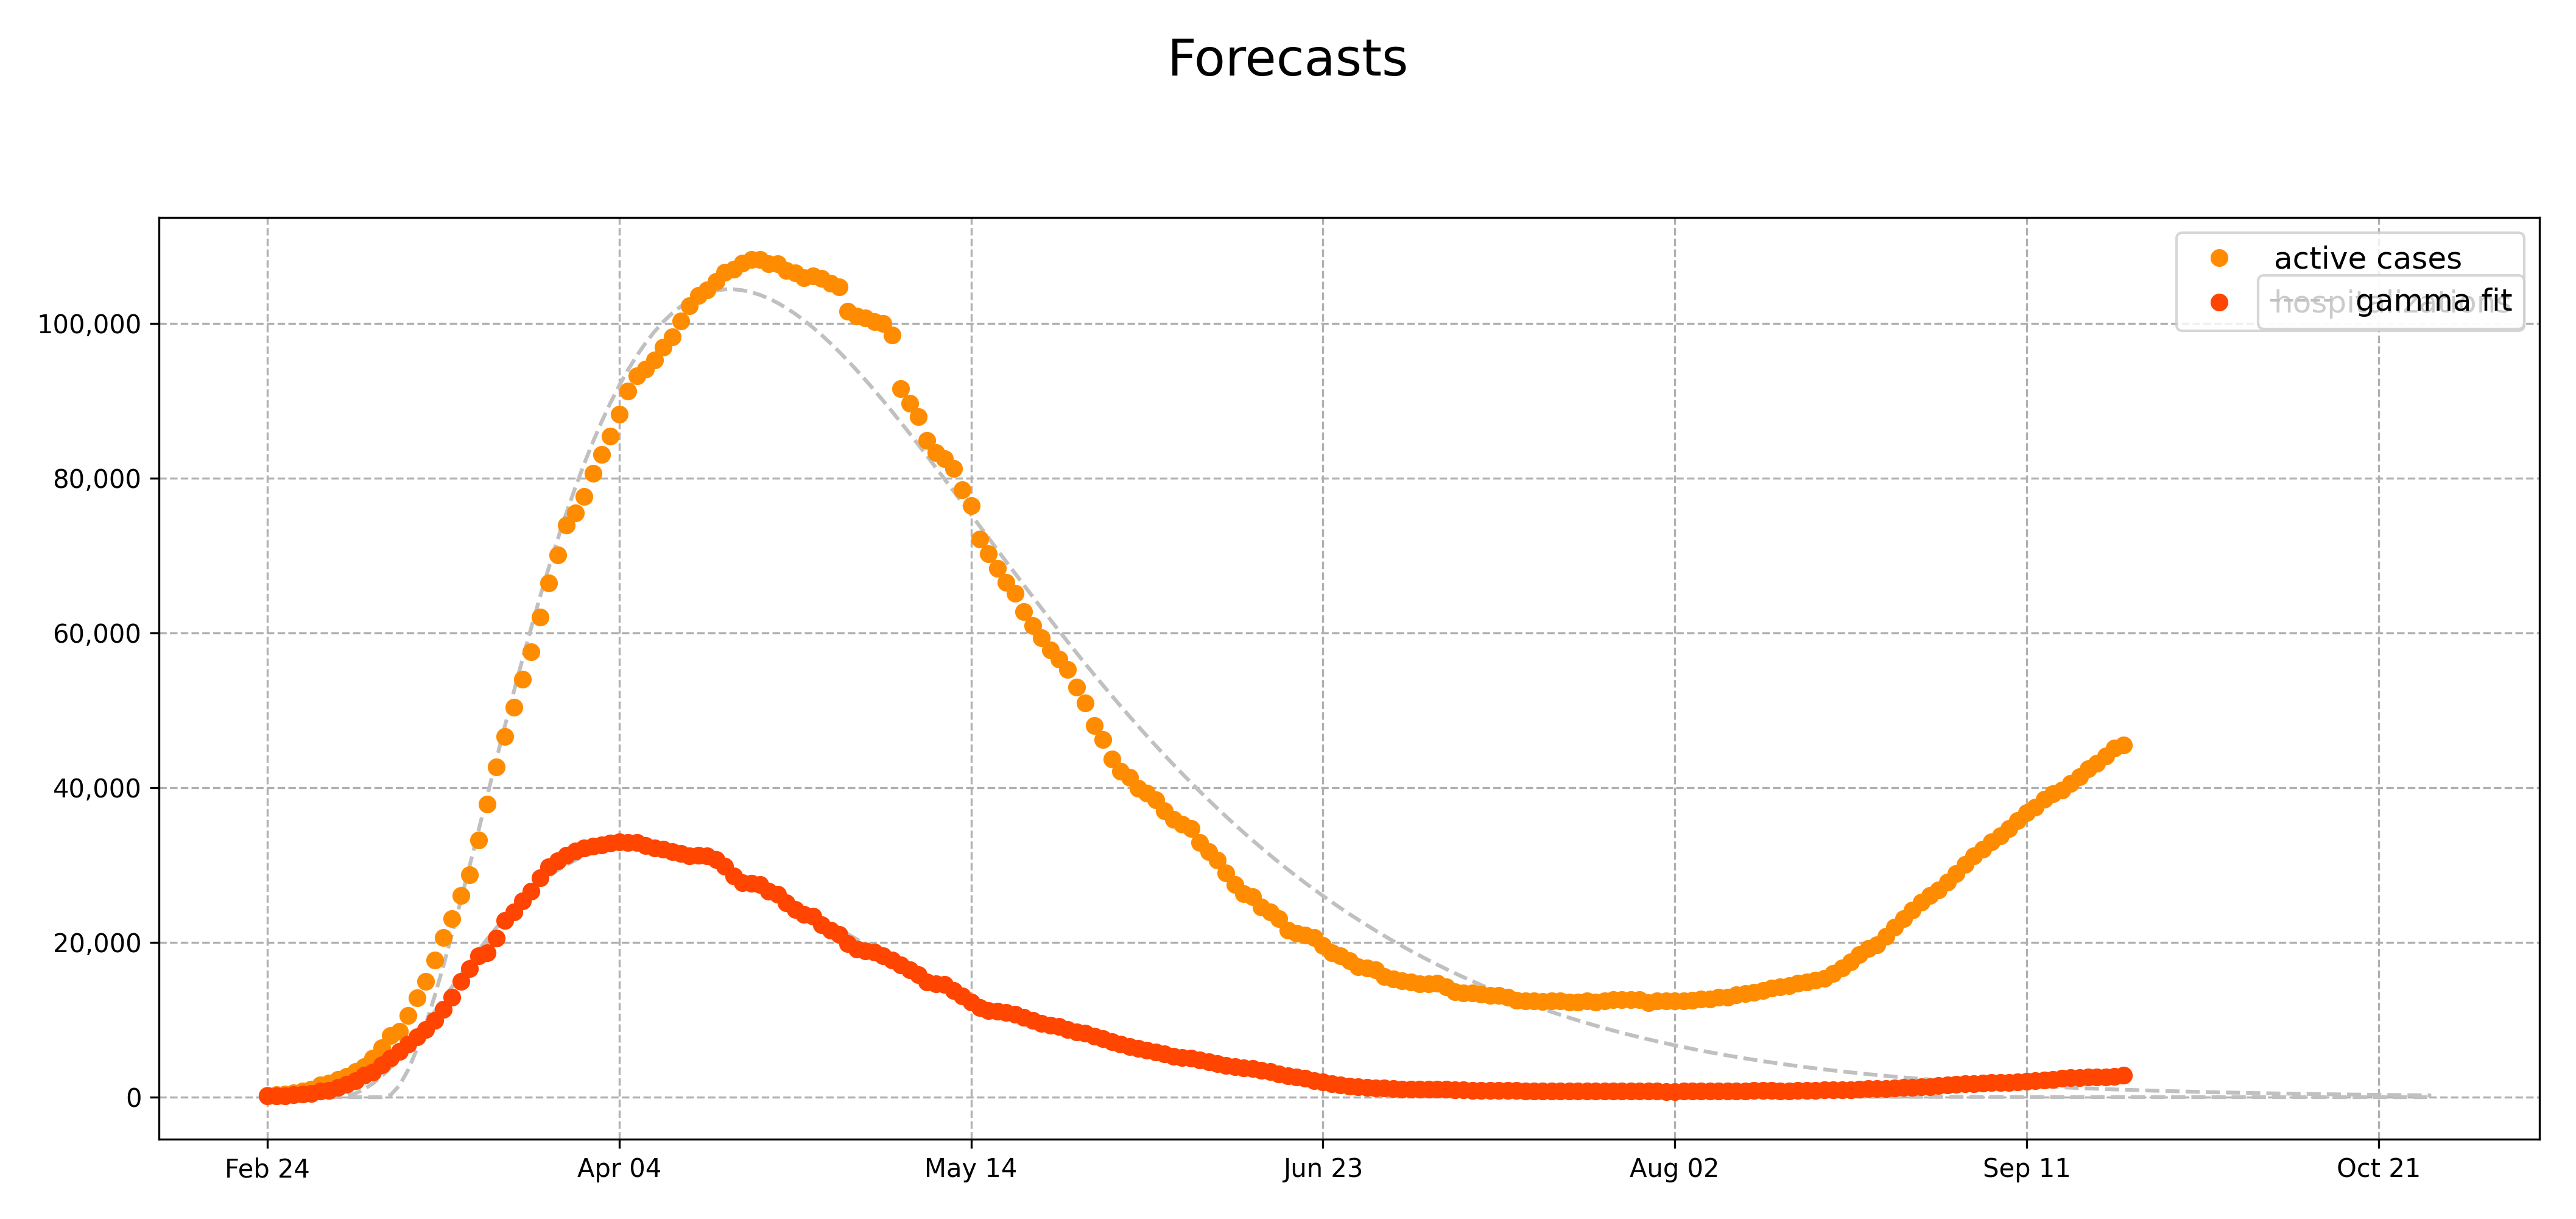 Forecasts
active cases
hospitalizations
gamma fit
100,000
80,000
60,000
40,000
20,000
0
Feb 24
Apr 04
May 14
Jun 23
Aug 02
Sep 11
Oct 21